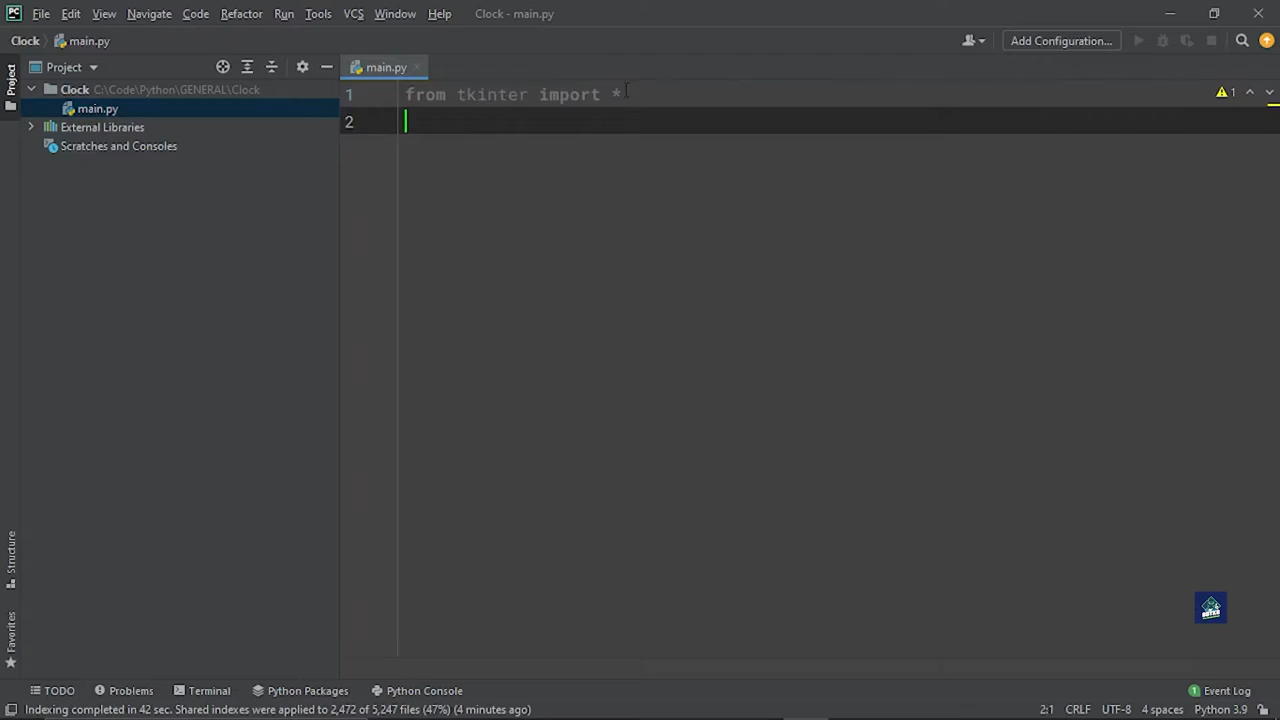 PC File Edit View Navigate Code Refactor Run Tools VCS Window Help Clock - main.py
Clock main.py Add Configuration...
Project Project main.py
Clock C:\Code\Python\GENERAL\Clock
main.py
External Libraries
Scratches and Consoles
1 from tkinter import *
2
1
Structure
Favorites
TODO Problems Terminal Python Packages Python Console 1 Event Log
Indexing completed in 42 sec. Shared indexes were applied to 2,472 of 5,247 files (47%) (4 minutes ago) 2:1 CRLF UTF-8 4 spaces Python 3.9